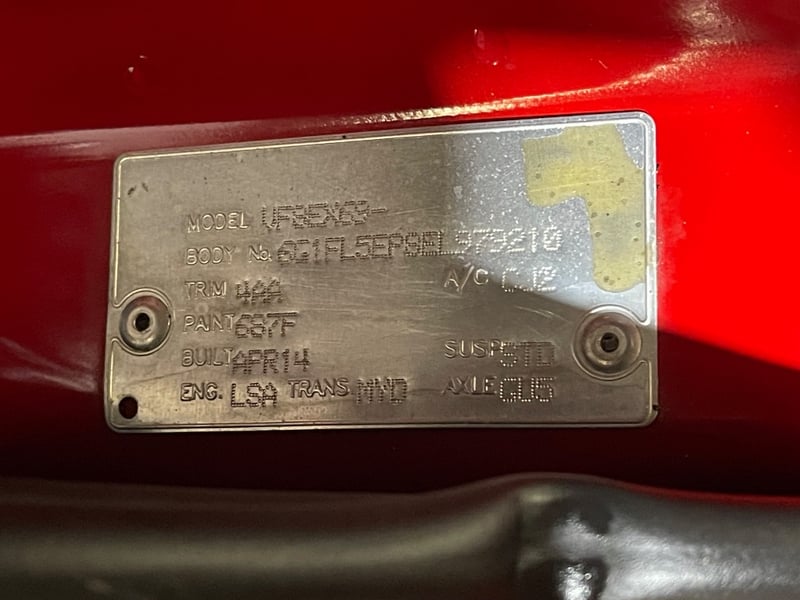 MODEL VF8EX69-
BODY No. 6G1FL5EP8EL979210
TRIM 4AA A/C CJ2
PAINT 687F
BUILT APR14 SUSP STD
ENG. LSA TRANS MYD AXLE GU5